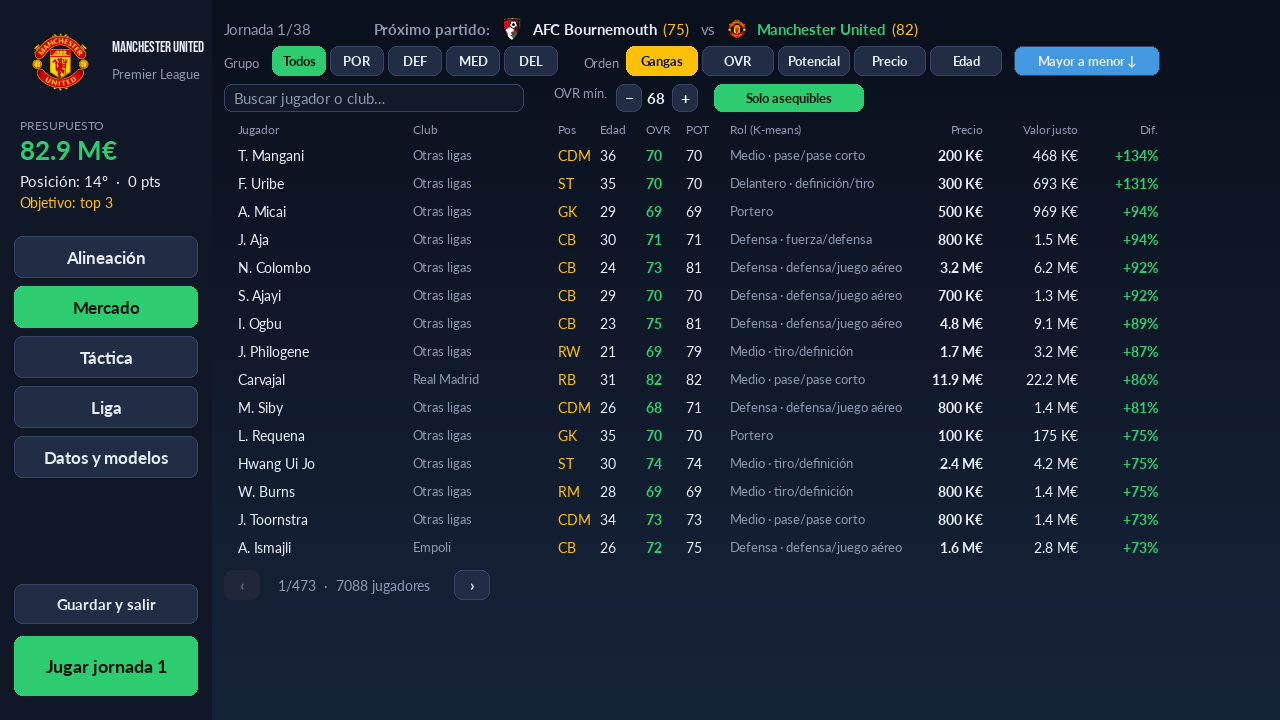 MANCHESTER UNITED
Premier League
PRESUPUESTO
82.9 M€
Posición: 14º · 0 pts
Objetivo: top 3
Alineación
Mercado
Táctica
Liga
Datos y modelos
Guardar y salir
Jugar jornada 1
Jornada 1/38 Próximo partido: AFC Bournemouth (75) vs Manchester United (82)
Grupo Todos POR DEF MED DEL Orden Gangas OVR Potencial Precio Edad Mayor a menor ↓
Buscar jugador o club... OVR mín. − 68 + Solo asequibles
Jugador Club Pos Edad OVR POT Rol (K-means) Precio Valor justo Dif.
T. Mangani Otras ligas CDM 36 70 70 Medio · pase/pase corto 200 K€ 468 K€ +134%
F. Uribe Otras ligas ST 35 70 70 Delantero · definición/tiro 300 K€ 693 K€ +131%
A. Micai Otras ligas GK 29 69 69 Portero 500 K€ 969 K€ +94%
J. Aja Otras ligas CB 30 71 71 Defensa · fuerza/defensa 800 K€ 1.5 M€ +94%
N. Colombo Otras ligas CB 24 73 81 Defensa · defensa/juego aéreo 3.2 M€ 6.2 M€ +92%
S. Ajayi Otras ligas CB 29 70 70 Defensa · defensa/juego aéreo 700 K€ 1.3 M€ +92%
I. Ogbu Otras ligas CB 23 75 81 Defensa · defensa/juego aéreo 4.8 M€ 9.1 M€ +89%
J. Philogene Otras ligas RW 21 69 79 Medio · tiro/definición 1.7 M€ 3.2 M€ +87%
Carvajal Real Madrid RB 31 82 82 Medio · pase/pase corto 11.9 M€ 22.2 M€ +86%
M. Siby Otras ligas CDM 26 68 71 Defensa · defensa/juego aéreo 800 K€ 1.4 M€ +81%
L. Requena Otras ligas GK 35 70 70 Portero 100 K€ 175 K€ +75%
Hwang Ui Jo Otras ligas ST 30 74 74 Medio · tiro/definición 2.4 M€ 4.2 M€ +75%
W. Burns Otras ligas RM 28 69 69 Medio · tiro/definición 800 K€ 1.4 M€ +75%
J. Toornstra Otras ligas CDM 34 73 73 Medio · pase/pase corto 800 K€ 1.4 M€ +73%
A. Ismajli Empoli CB 26 72 75 Defensa · defensa/juego aéreo 1.6 M€ 2.8 M€ +73%
‹ 1/473 · 7088 jugadores ›